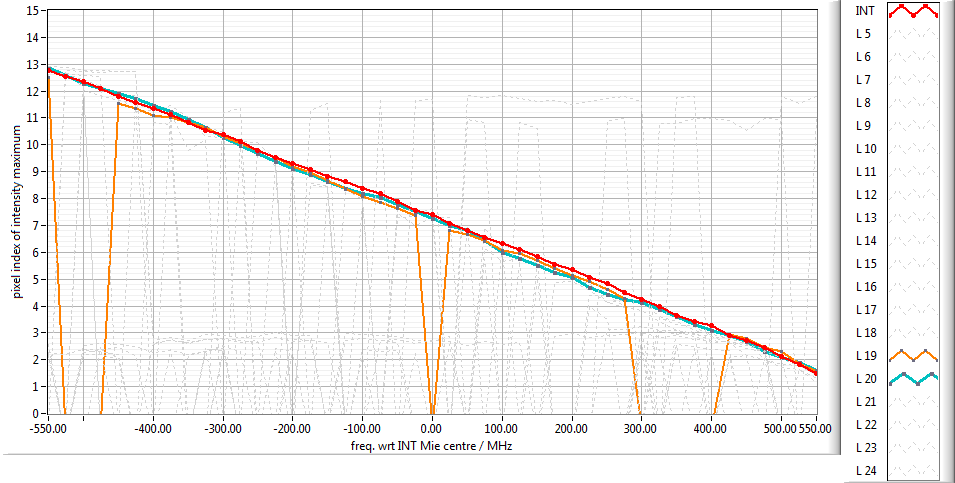 15
14
13
12
11
10
9
8
7
6
5
4
3
2
1
0
pixel index of intensity maximum
-550.00
-400.00
-300.00
-200.00
-100.00
0.00
100.00
200.00
300.00
400.00
500.00
550.00
freq. wrt INT Mie centre / MHz
INT
L 5
L 6
L 7
L 8
L 9
L 10
L 11
L 12
L 13
L 14
L 15
L 16
L 17
L 18
L 19
L 20
L 21
L 22
L 23
L 24